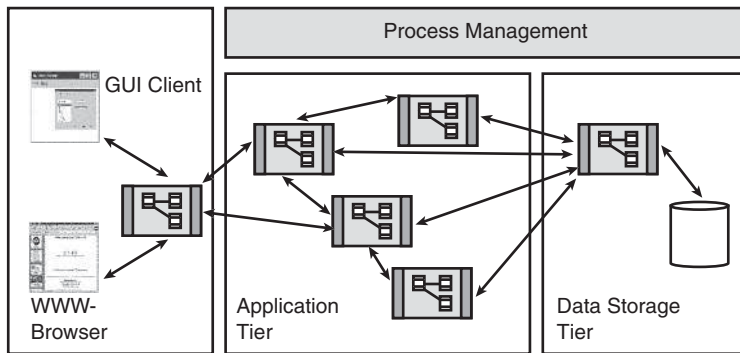 Process Management
GUI Client
WWW-
Browser
Application
Tier
Data Storage
Tier